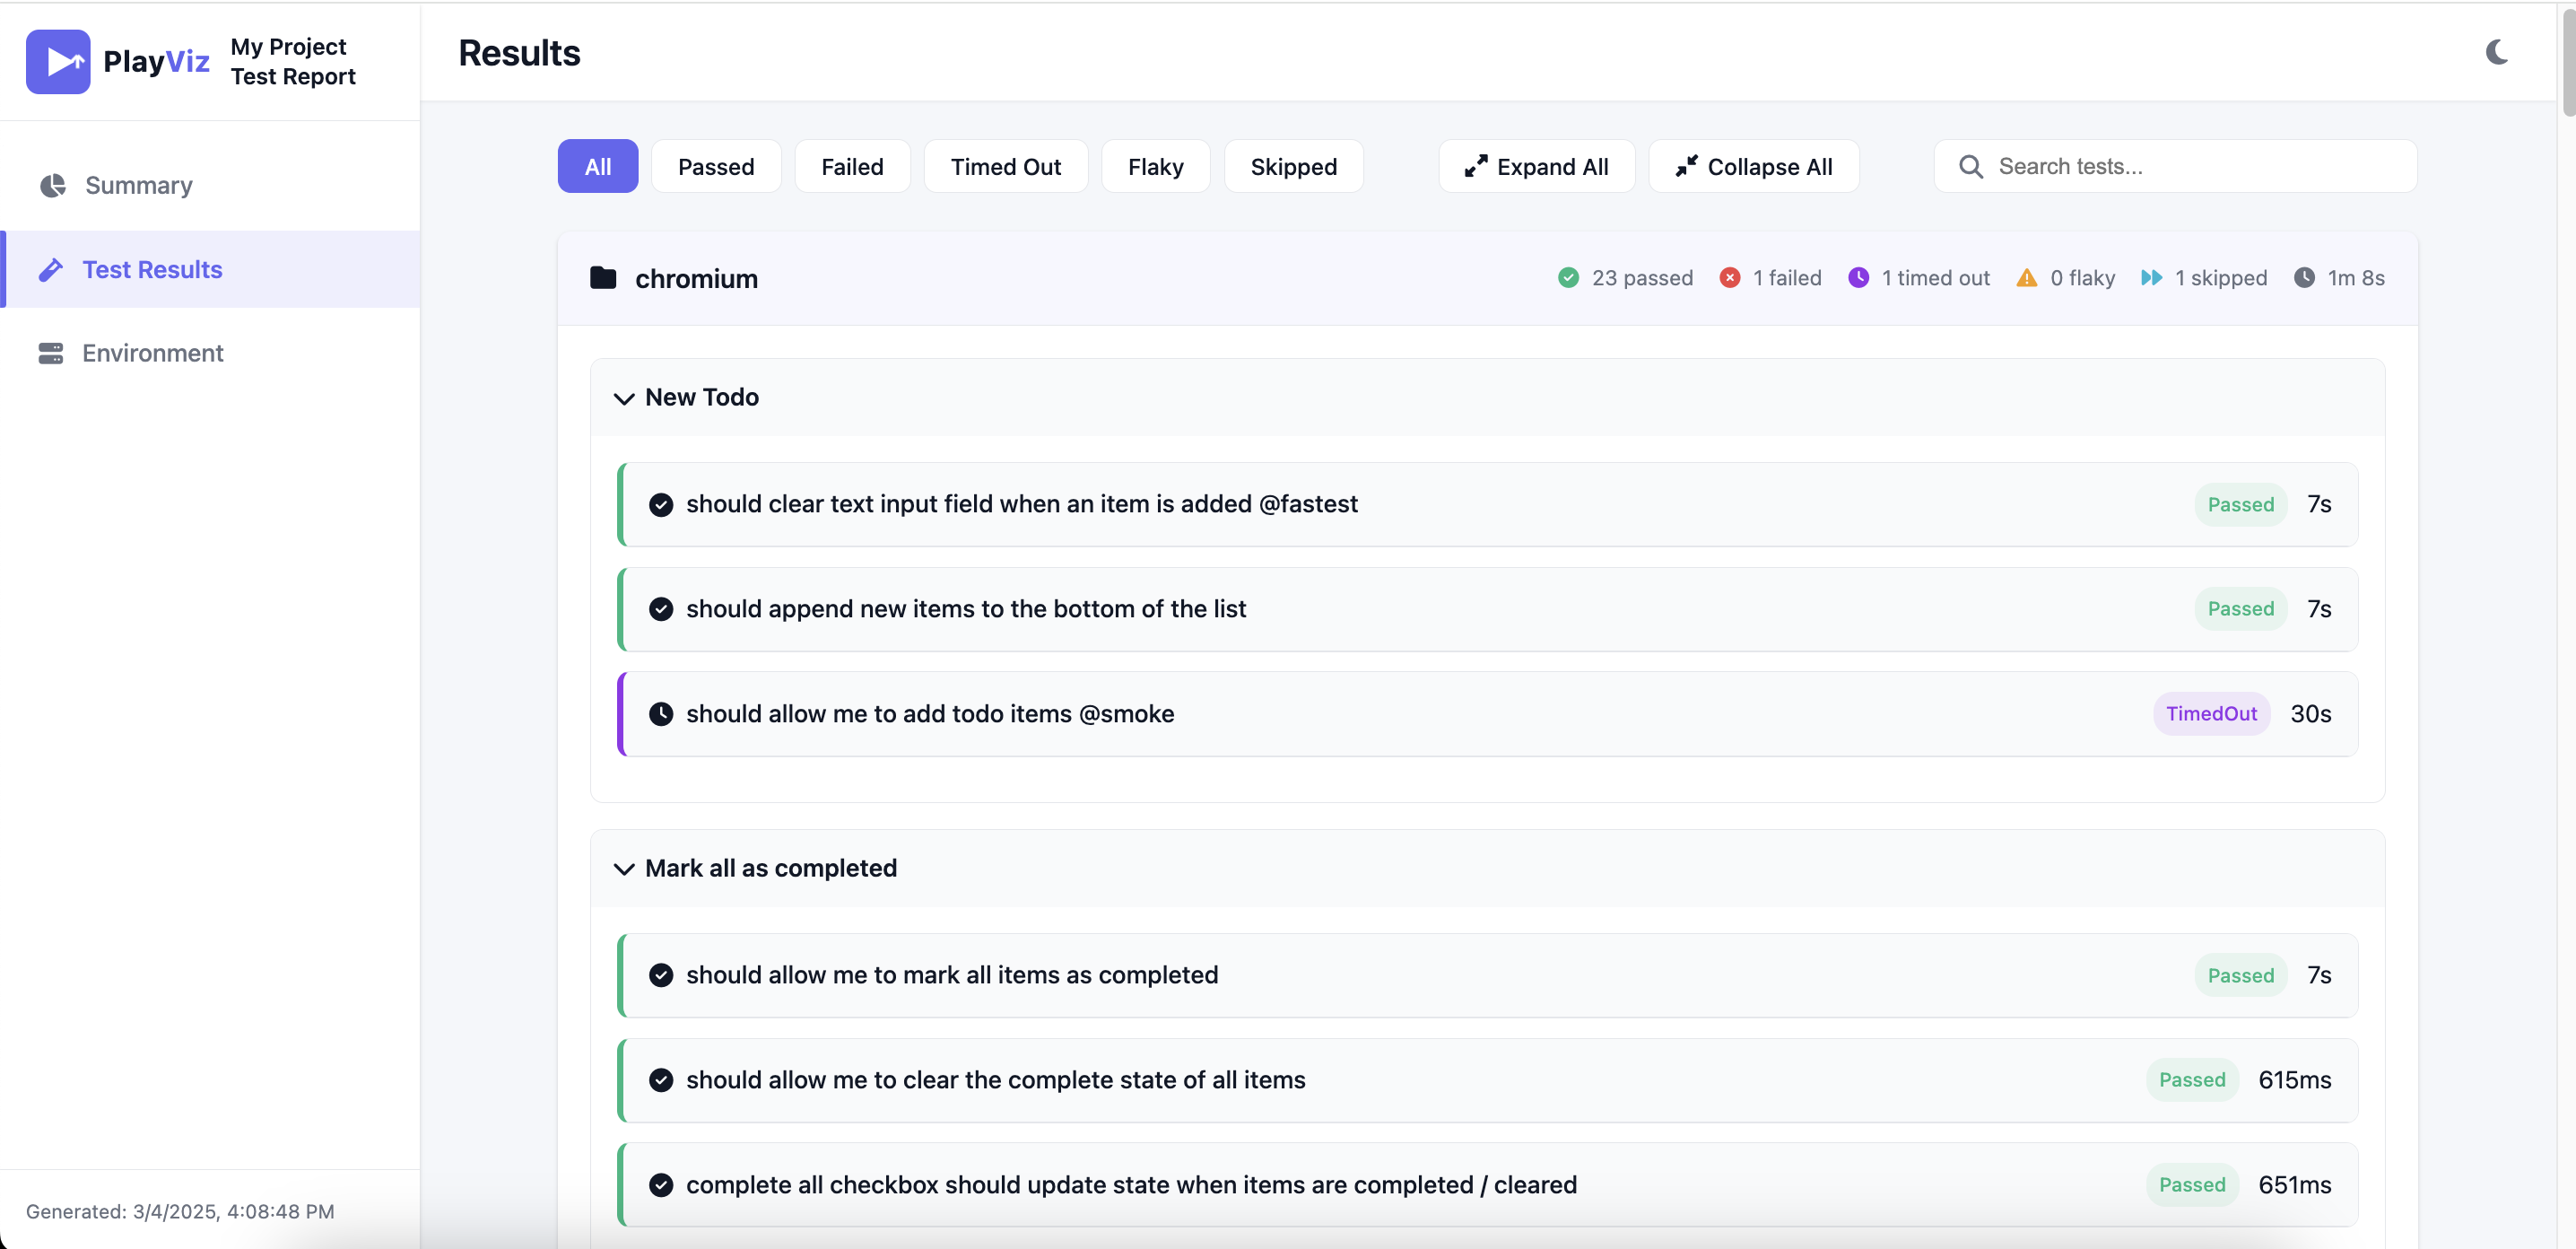 PlayViz
My Project
Test Report
Summary
Test Results
Environment
Generated: 3/4/2025, 4:08:48 PM
Results
All
Passed
Failed
Timed Out
Flaky
Skipped
Expand All
Collapse All
Search tests...
chromium
23 passed
1 failed
1 timed out
0 flaky
1 skipped
1m 8s
New Todo
should clear text input field when an item is added @fastest
Passed
7s
should append new items to the bottom of the list
Passed
7s
should allow me to add todo items @smoke
TimedOut
30s
Mark all as completed
should allow me to mark all items as completed
Passed
7s
should allow me to clear the complete state of all items
Passed
615ms
complete all checkbox should update state when items are completed / cleared
Passed
651ms